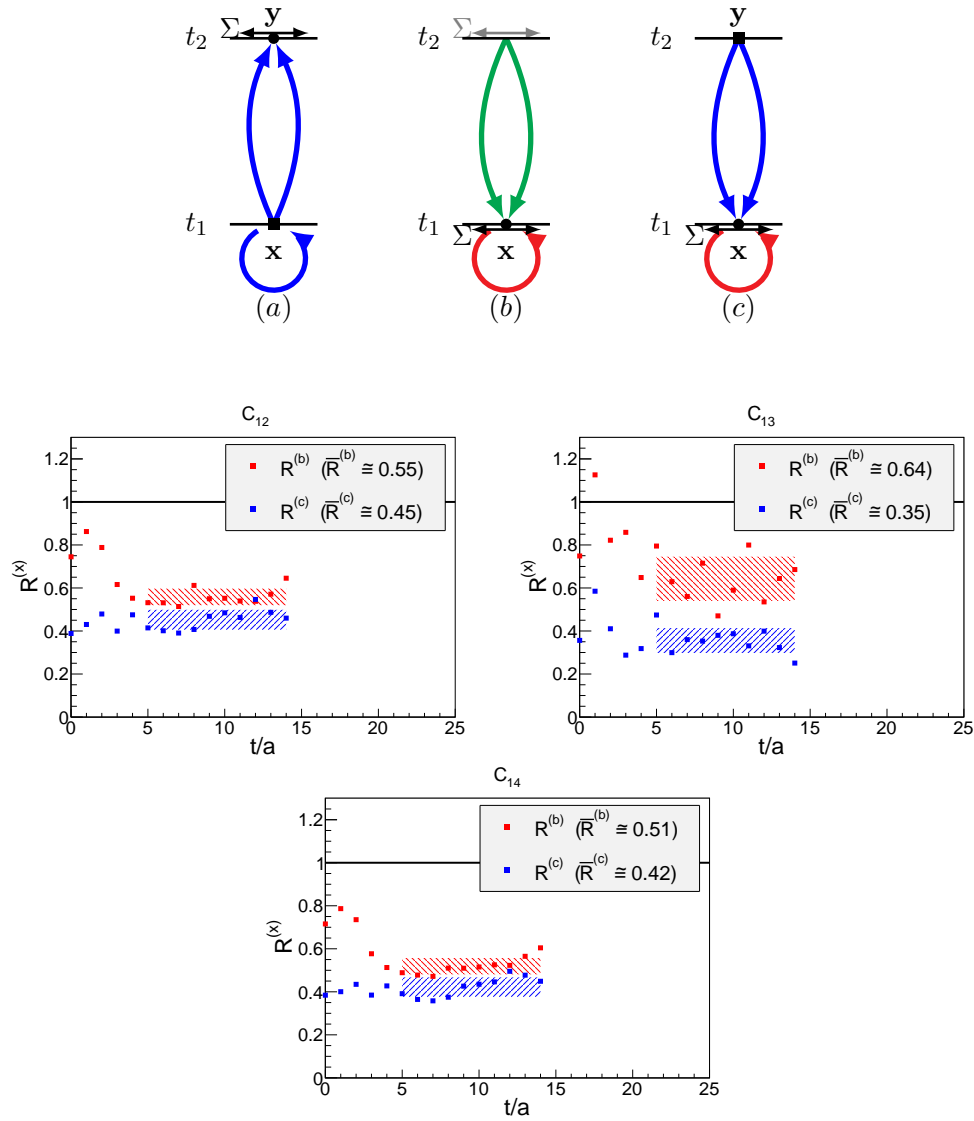 Σ y Σ y
t₂ t₂ t₂
t₁ t₁ t₁
x Σ x Σ x
(a) (b) (c)
C₁₂ C₁₃
R⁽ᵇ⁾ (R̅⁽ᵇ⁾ ≅ 0.55) R⁽ᵇ⁾ (R̅⁽ᵇ⁾ ≅ 0.64)
R⁽ᶜ⁾ (R̅⁽ᶜ⁾ ≅ 0.45) R⁽ᶜ⁾ (R̅⁽ᶜ⁾ ≅ 0.35)
R⁽ˣ⁾ R⁽ˣ⁾
1.2 1.2
1 1
0.8 0.8
0.6 0.6
0.4 0.4
0.2 0.2
0 0
0 5 10 15 20 25 0 5 10 15 20 25
t/a t/a
C₁₄
R⁽ᵇ⁾ (R̅⁽ᵇ⁾ ≅ 0.51)
R⁽ᶜ⁾ (R̅⁽ᶜ⁾ ≅ 0.42)
R⁽ˣ⁾
1.2
1
0.8
0.6
0.4
0.2
0
0 5 10 15 20 25
t/a